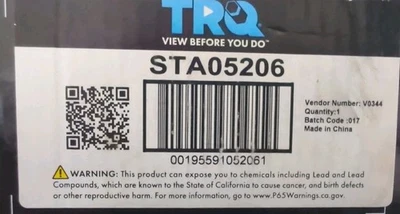 TRQ
VIEW BEFORE YOU DO™
STA05206
Vendor Number: V0344
Quantity:1
Batch Code :017
Made in China
00195591052061
WARNING: This product can expose you to chemicals including Lead and Lead
Compounds, which are known to the State of California to cause cancer, and birth defects
or other reproductive harm. For more information, go to www.P65Warnings.ca.gov.